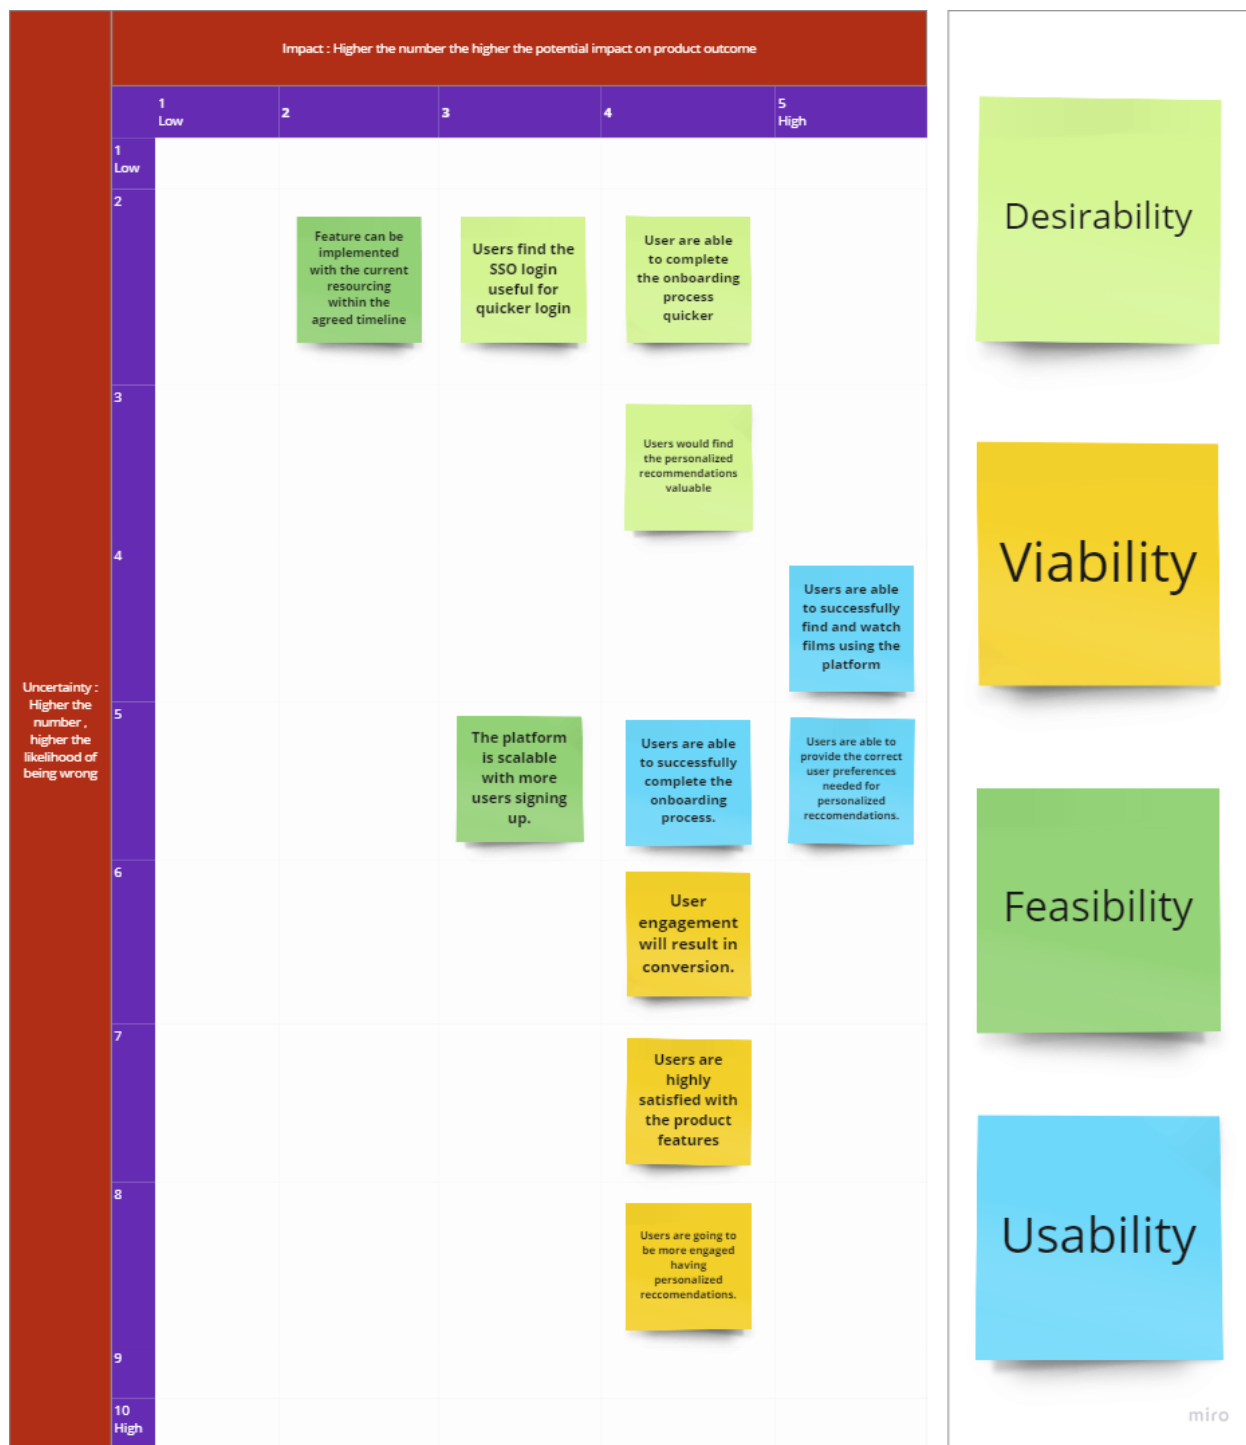 Impact : Higher the number the higher the potential impact on product outcome
1
Low
2
3
4
5
High
Uncertainty :
Higher the
number ,
higher the
likelihood of
being wrong
1
Low
2
Feature can be
implemented
with the current
resourcing
within the
agreed timeline
Users find the
SSO login
useful for
quicker login
User are able
to complete
the onboarding
process
quicker
3
Users would find
the personalized
recommendations
valuable
4
Users are able
to successfully
find and watch
films using the
platform
5
The platform
is scalable
with more
users signing
up.
Users are able
to successfully
complete the
onboarding
process.
Users are able to
provide the correct
user preferences
needed for
personalized
reccomendations.
6
User
engagement
will result in
conversion.
7
Users are
highly
satisfied with
the product
features
8
Users are going to
be more engaged
having
personalized
reccomendations.
9
10
High
Desirability
Viability
Feasibility
Usability
miro